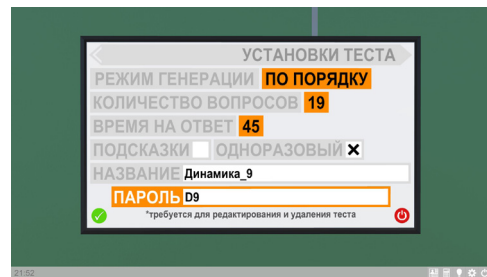 УСТАНОВКИ ТЕСТА
РЕЖИМ ГЕНЕРАЦИИ ПО ПОРЯДКУ
КОЛИЧЕСТВО ВОПРОСОВ 19
ВРЕМЯ НА ОТВЕТ 45
ПОДСКАЗКИ ОДНОРАЗОВЫЙ
НАЗВАНИЕ Динамика_9
ПАРОЛЬ D9
*требуется для редактирования и удаления теста
21:52